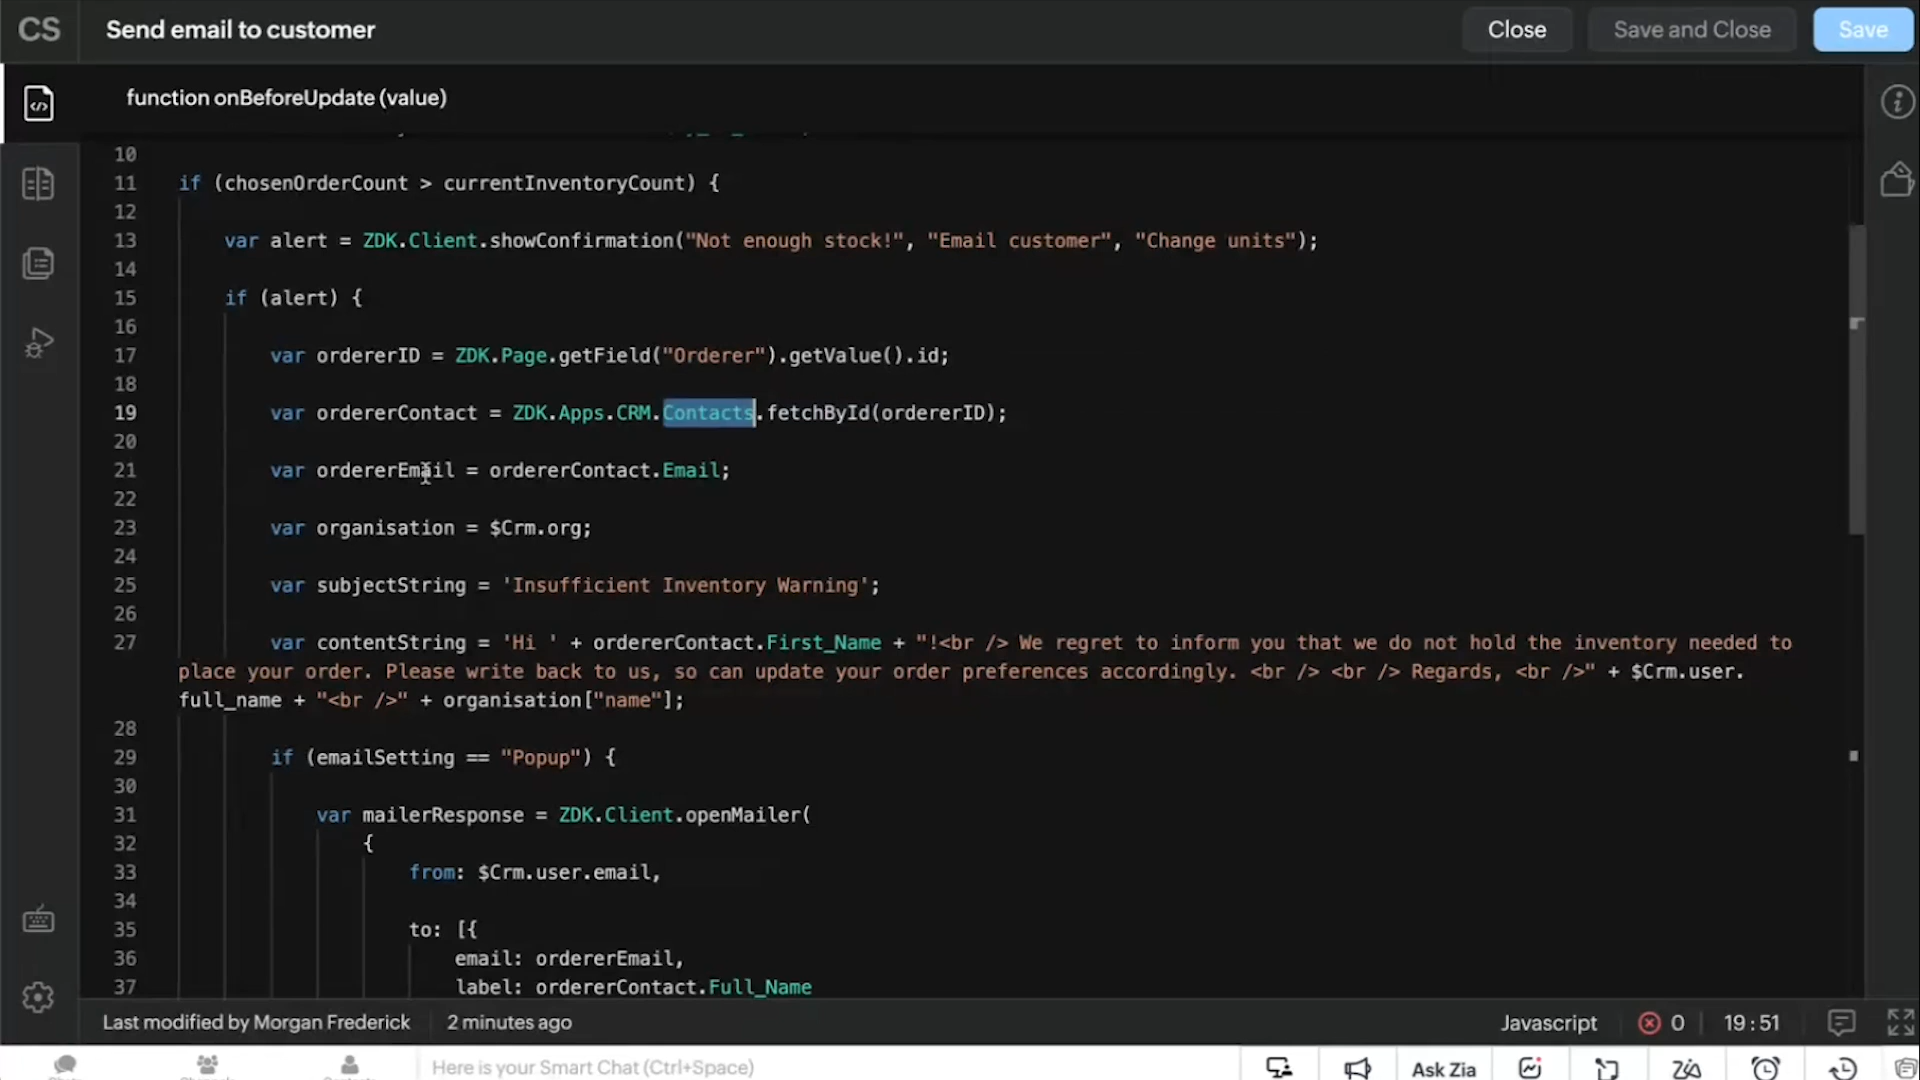 CS
Send email to customer
Close
Save and Close
Save
function onBeforeUpdate (value)
10
11 if (chosenOrderCount > currentInventoryCount) {
12
13 var alert = ZDK.Client.showConfirmation("Not enough stock!", "Email customer", "Change units");
14
15 if (alert) {
16
17 var ordererID = ZDK.Page.getField("Orderer").getValue().id;
18
19 var ordererContact = ZDK.Apps.CRM.Contacts.fetchById(ordererID);
20
21 var ordererEmail = ordererContact.Email;
22
23 var organisation = $Crm.org;
24
25 var subjectString = 'Insufficient Inventory Warning';
26
27 var contentString = 'Hi ' + ordererContact.First_Name + "!<br /> We regret to inform you that we do not hold the inventory needed to
place your order. Please write back to us, so can update your order preferences accordingly. <br /> <br /> Regards, <br />" + $Crm.user.
full_name + "<br />" + organisation["name"];
28
29 if (emailSetting == "Popup") {
30
31 var mailerResponse = ZDK.Client.openMailer(
32 {
33 from: $Crm.user.email,
34
35 to: [{
36 email: ordererEmail,
37 label: ordererContact.Full_Name
Last modified by Morgan Frederick
2 minutes ago
Javascript
0
19:51
Here is your Smart Chat (Ctrl+Space)
Ask Zia